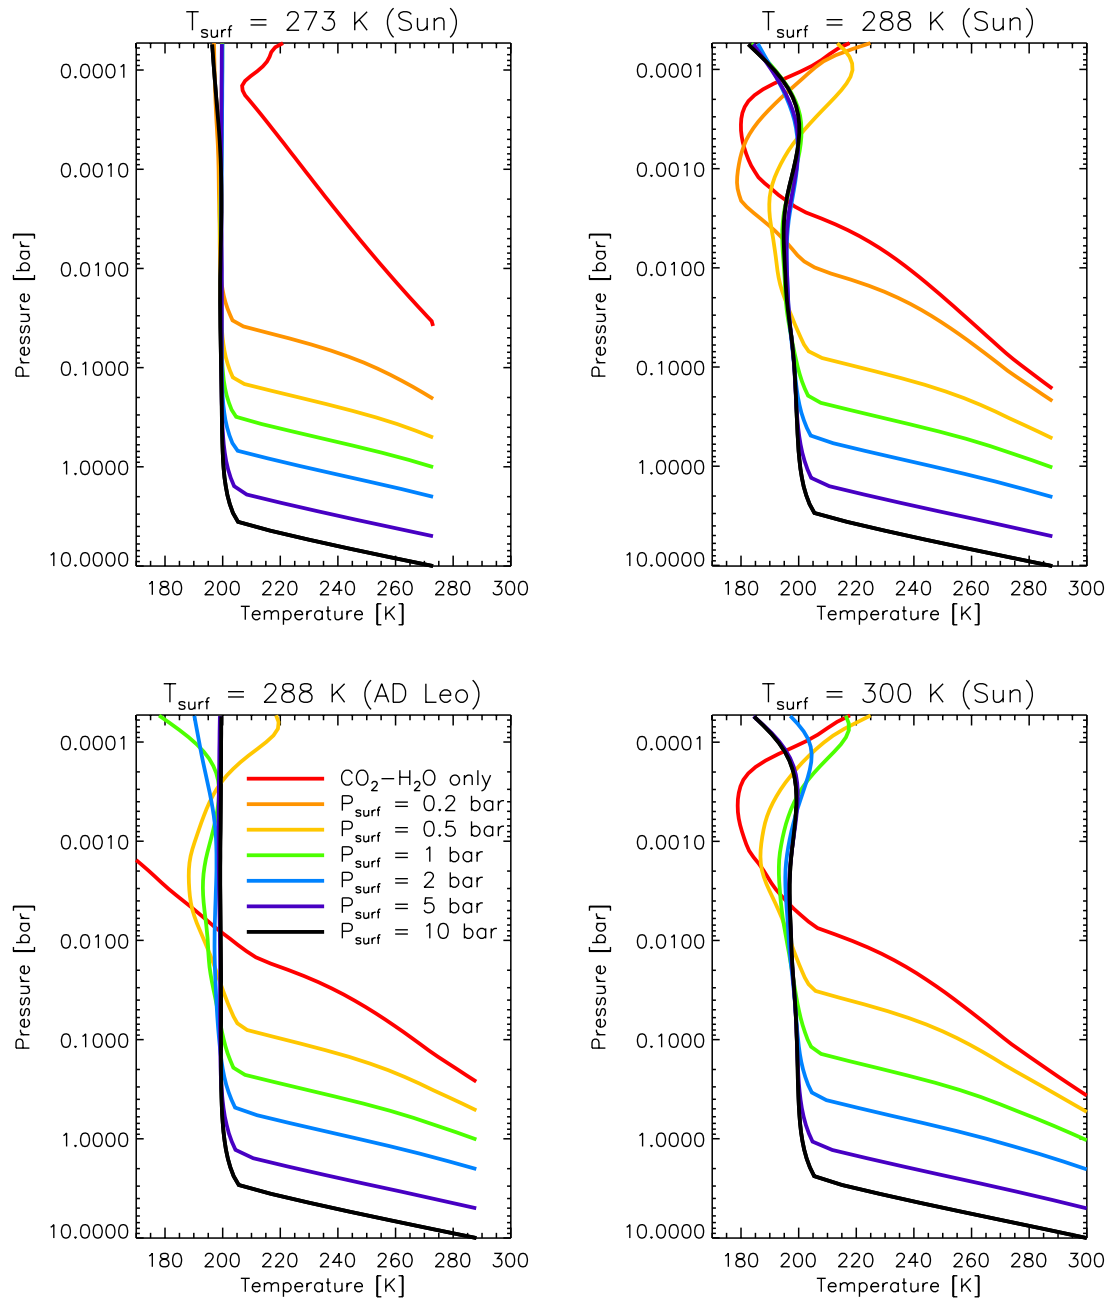 T_surf = 273 K (Sun)
Pressure [bar]
0.0001
0.0010
0.0100
0.1000
1.0000
10.0000
180 200 220 240 260 280 300
Temperature [K]
T_surf = 288 K (Sun)
Pressure [bar]
0.0001
0.0010
0.0100
0.1000
1.0000
10.0000
180 200 220 240 260 280 300
Temperature [K]
T_surf = 288 K (AD Leo)
Pressure [bar]
0.0001
0.0010
0.0100
0.1000
1.0000
10.0000
CO₂−H₂O only
P_surf = 0.2 bar
P_surf = 0.5 bar
P_surf = 1 bar
P_surf = 2 bar
P_surf = 5 bar
P_surf = 10 bar
180 200 220 240 260 280 300
Temperature [K]
T_surf = 300 K (Sun)
Pressure [bar]
0.0001
0.0010
0.0100
0.1000
1.0000
10.0000
180 200 220 240 260 280 300
Temperature [K]